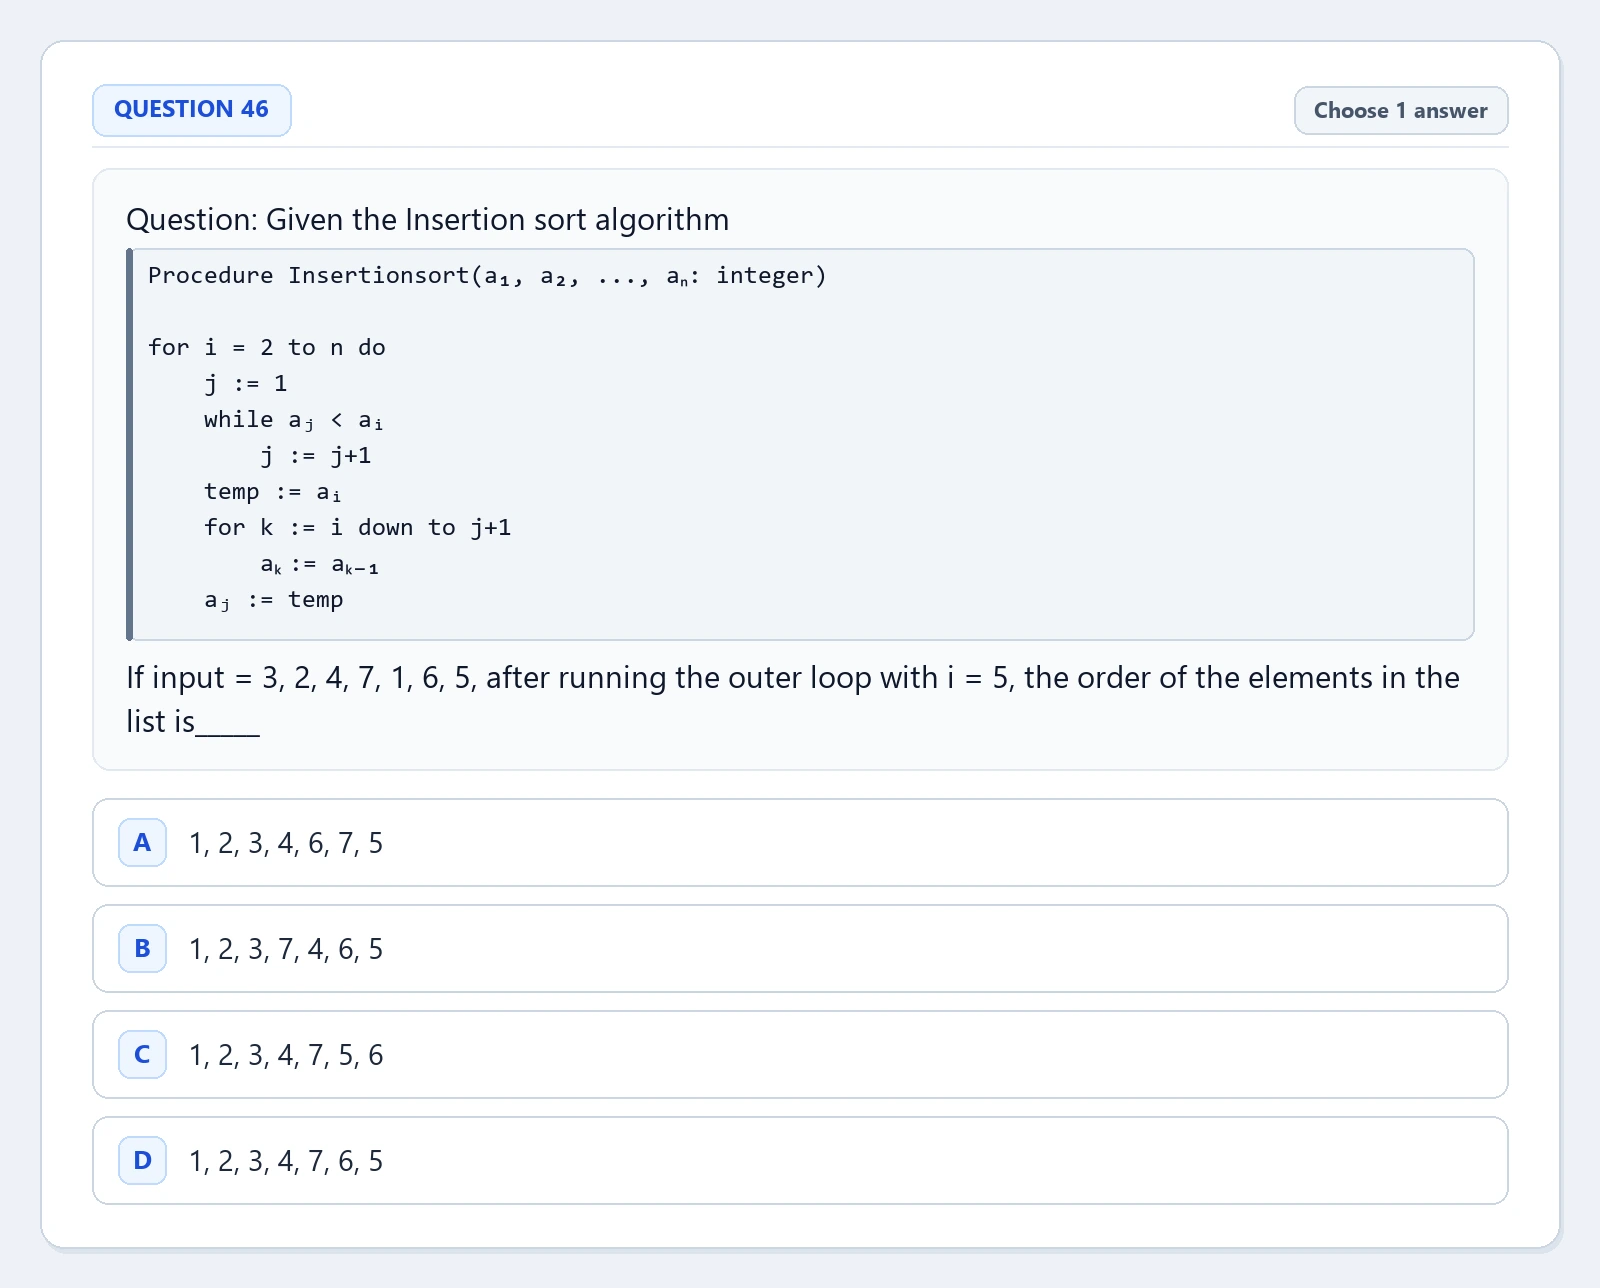 QUESTION 46
Choose 1 answer
Question: Given the Insertion sort algorithm
Procedure Insertionsort(a₁, a₂, ..., aₙ: integer)
for i = 2 to n do
    j := 1
    while aⱼ < aᵢ
        j := j+1
    temp := aᵢ
    for k := i down to j+1
        aₖ := aₖ₋₁
    aⱼ := temp
If input = 3, 2, 4, 7, 1, 6, 5, after running the outer loop with i = 5, the order of the elements in the
list is_____
A 1, 2, 3, 4, 6, 7, 5
B 1, 2, 3, 7, 4, 6, 5
C 1, 2, 3, 4, 7, 5, 6
D 1, 2, 3, 4, 7, 6, 5